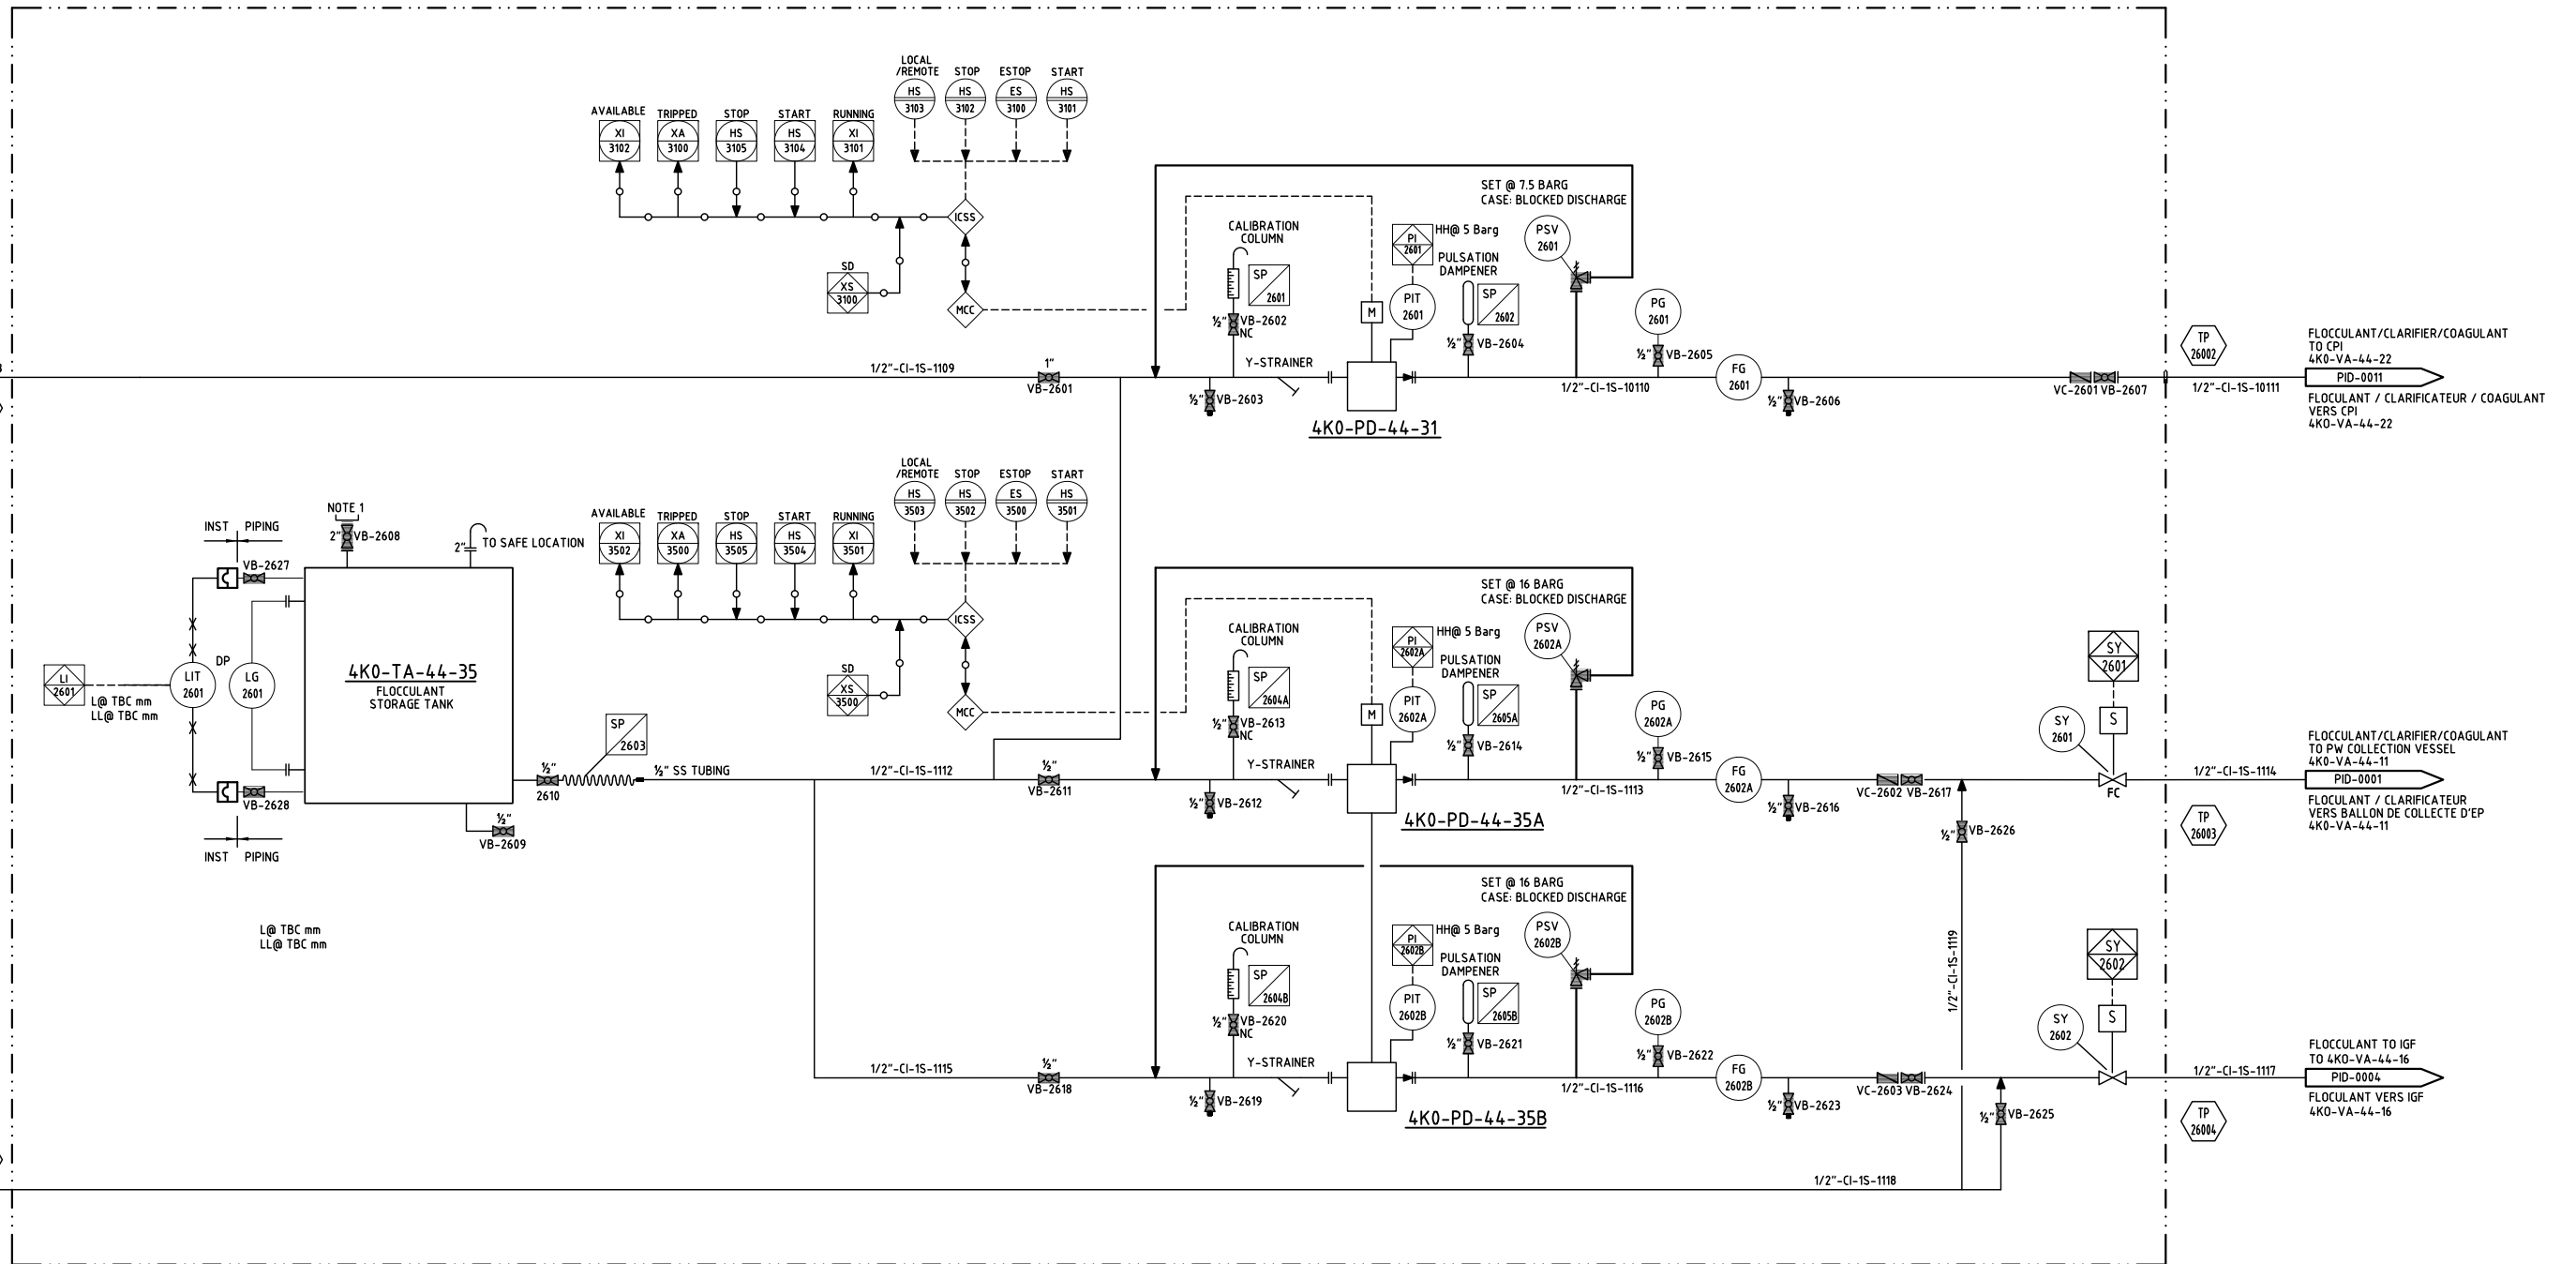 LOCAL
/REMOTE
STOP
ESTOP
START
HS
3103
HS
3102
ES
3100
HS
3101
AVAILABLE
TRIPPED
STOP
START
RUNNING
XI
3102
XA
3100
HS
3105
HS
3104
XI
3101
ICSS
SD
XS
3100
MCC
CALIBRATION
COLUMN
SP
2601
½" VB-2602
NC
M
PI
2601
HH@ 5 Barg
PIT
2601
PULSATION
DAMPENER
SP
2602
½" VB-2604
SET @ 7.5 BARG
CASE: BLOCKED DISCHARGE
PSV
2601
PG
2601
½" VB-2605
FG
2601
1/2"-CI-1S-1109
1"
VB-2601
½" VB-2603
Y-STRAINER
4K0-PD-44-31
1/2"-CI-1S-10110
½" VB-2606
VC-2601 VB-2607
TP
26002
1/2"-CI-1S-10111
FLOCCULANT/CLARIFIER/COAGULANT
TO CPI
4K0-VA-44-22
PID-0011
FLOCULANT / CLARIFICATEUR / COAGULANT
VERS CPI
4KO-VA-44-22
LOCAL
/REMOTE
STOP
ESTOP
START
HS
3503
HS
3502
ES
3500
HS
3501
AVAILABLE
TRIPPED
STOP
START
RUNNING
XI
3502
XA
3500
HS
3505
HS
3504
XI
3501
ICSS
SD
XS
3500
MCC
NOTE 1
2" VB-2608
2" TO SAFE LOCATION
INST PIPING
VB-2627
LI
2601
L@ TBC mm
LL@ TBC mm
LIT
2601
DP
LG
2601
4K0-TA-44-35
FLOCCULANT
STORAGE TANK
VB-2628
INST PIPING
½"
VB-2609
½"
2610
SP
2603
½" SS TUBING
L@ TBC mm
LL@ TBC mm
1/2"-CI-1S-1112
½"
VB-2611
½" VB-2612
CALIBRATION
COLUMN
SP
2604A
½" VB-2613
NC
Y-STRAINER
M
PI
2602A
HH@ 5 Barg
PIT
2602A
PULSATION
DAMPENER
SP
2605A
½" VB-2614
SET @ 16 BARG
CASE: BLOCKED DISCHARGE
PSV
2602A
PG
2602A
½" VB-2615
FG
2602A
4K0-PD-44-35A
1/2"-CI-1S-1113
½" VB-2616
VC-2602 VB-2617
½" VB-2626
SY
2601
S
SY
2601
FC
1/2"-CI-1S-1114
TP
26003
FLOCCULANT/CLARIFIER/COAGULANT
TO PW COLLECTION VESSEL
4K0-VA-44-11
PID-0001
FLOCULANT / CLARIFICATEUR
VERS BALLON DE COLLECTE D'EP
4KO-VA-44-11
1/2"-CI-1S-1115
½"
VB-2618
½" VB-2619
CALIBRATION
COLUMN
SP
2604B
½" VB-2620
NC
Y-STRAINER
PI
2602B
HH@ 5 Barg
PIT
2602B
PULSATION
DAMPENER
SP
2605B
½" VB-2621
SET @ 16 BARG
CASE: BLOCKED DISCHARGE
PSV
2602B
PG
2602B
½" VB-2622
FG
2602B
4K0-PD-44-35B
1/2"-CI-1S-1116
½" VB-2623
VC-2603 VB-2624
1/2"-CI-1S-1119
½" VB-2625
SY
2602
S
SY
2602
1/2"-CI-1S-1117
TP
26004
FLOCCULANT TO IGF
TO 4K0-VA-44-16
PID-0004
FLOCULANT VERS IGF
4KO-VA-44-16
1/2"-CI-1S-1118